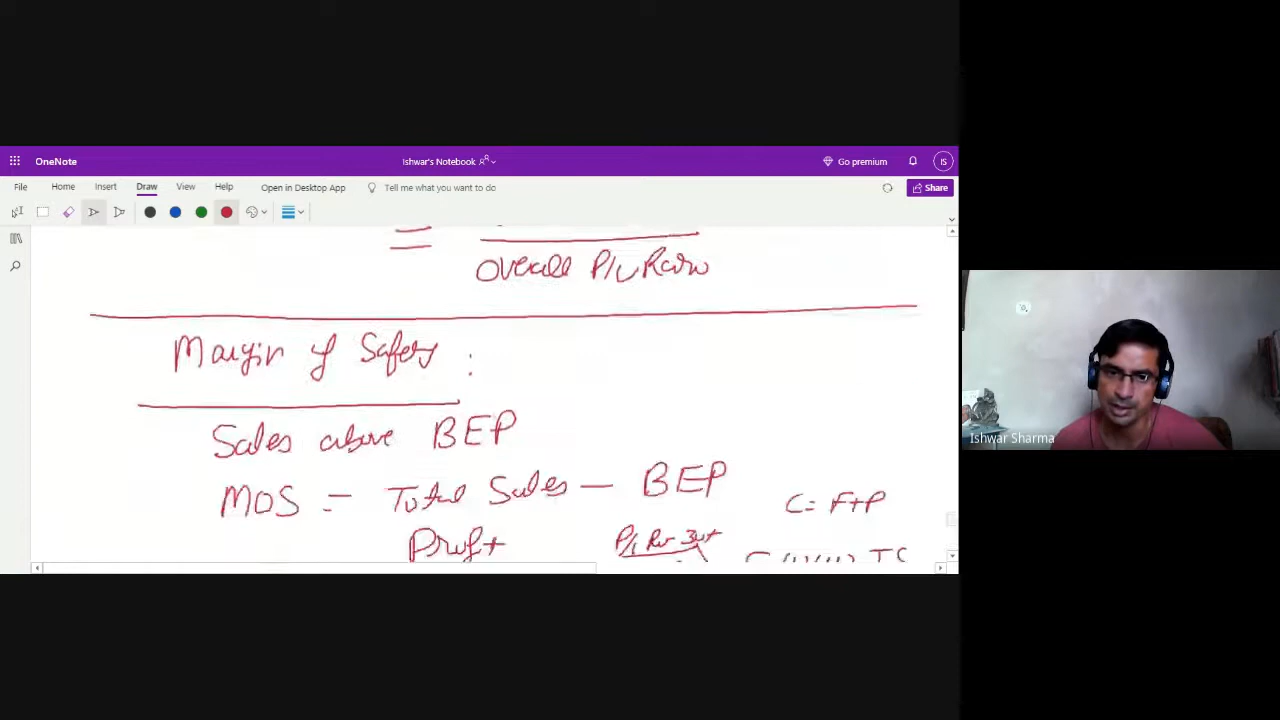 OneNote
Ishwar's Notebook
Go premium
IS
File Home Insert Draw View Help Open in Desktop App Tell me what you want to do
Share
=
Overall P/V Ratio
Margin of Safety :
Sales above BEP
MOS = Total Sales - BEP
C = F+P
Profit
P/V
Ishwar Sharma